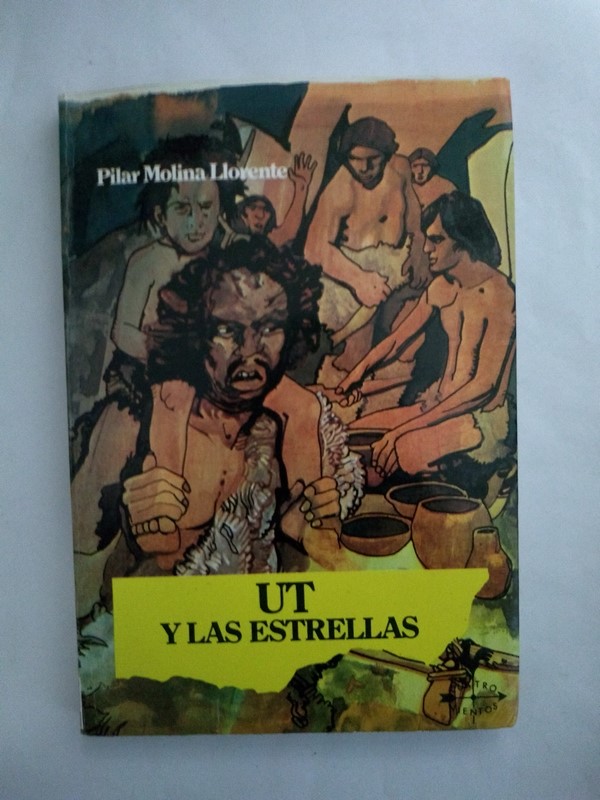 Pilar Molina Llorente
UT
Y LAS ESTRELLAS